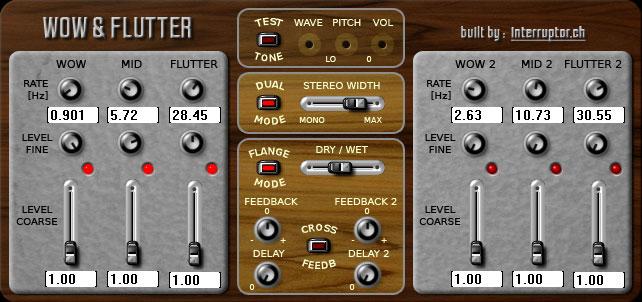 WOW & FLUTTER
WOW MID FLUTTER
RATE
[Hz]
0.901 5.72 28.45
LEVEL
FINE
LEVEL
COARSE
1.00 1.00 1.00
TEST
TONE
WAVE PITCH VOL
LO 0
DUAL
MODE
STEREO WIDTH
MONO MAX
FLANGE
MODE
DRY / WET
FEEDBACK FEEDBACK 2
0 0
- + - +
CROSS
FEEDB
DELAY DELAY 2
0 0
built by : Interruptor.ch
WOW 2 MID 2 FLUTTER 2
RATE
[Hz]
2.63 10.73 30.55
LEVEL
FINE
LEVEL
COARSE
1.00 1.00 1.00